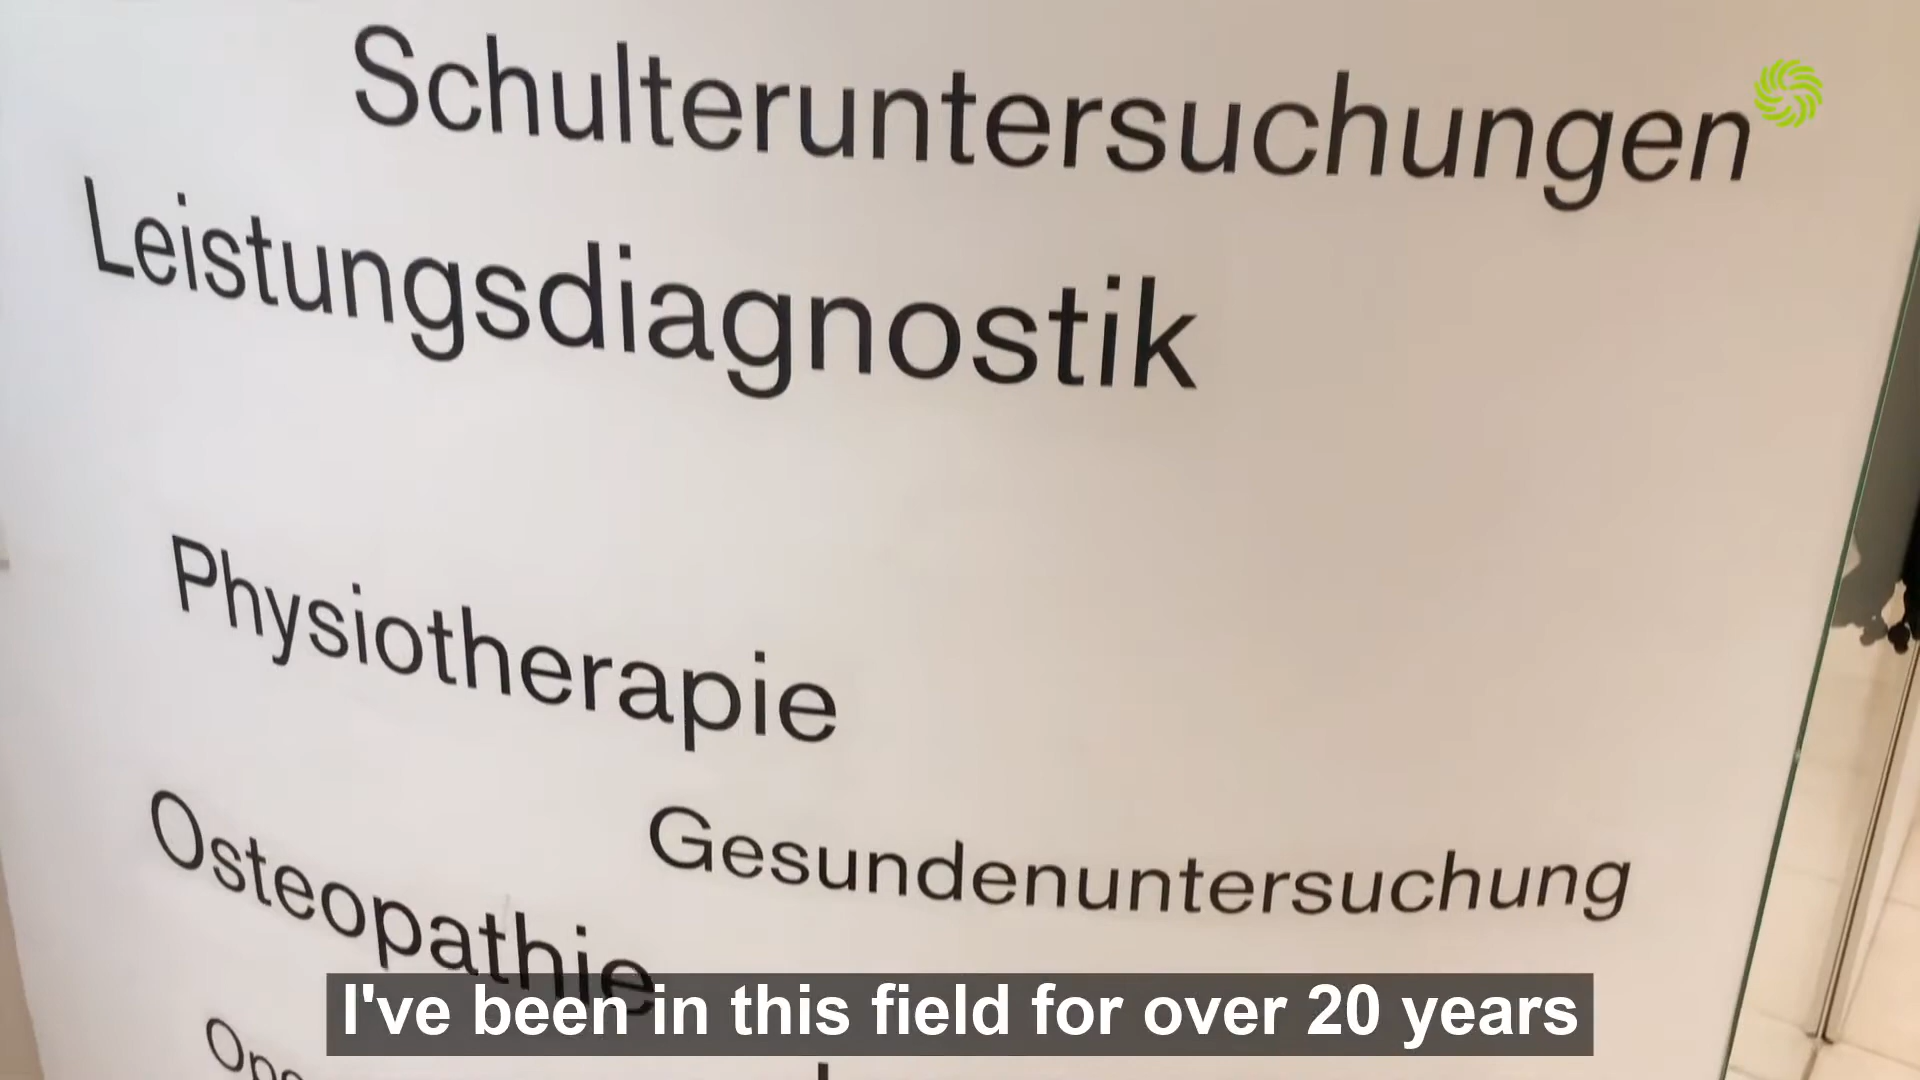 Schulteruntersuchungen
Leistungsdiagnostik
Physiotherapie
Gesundenuntersuchung
Osteopathie
I've been in this field for over 20 years